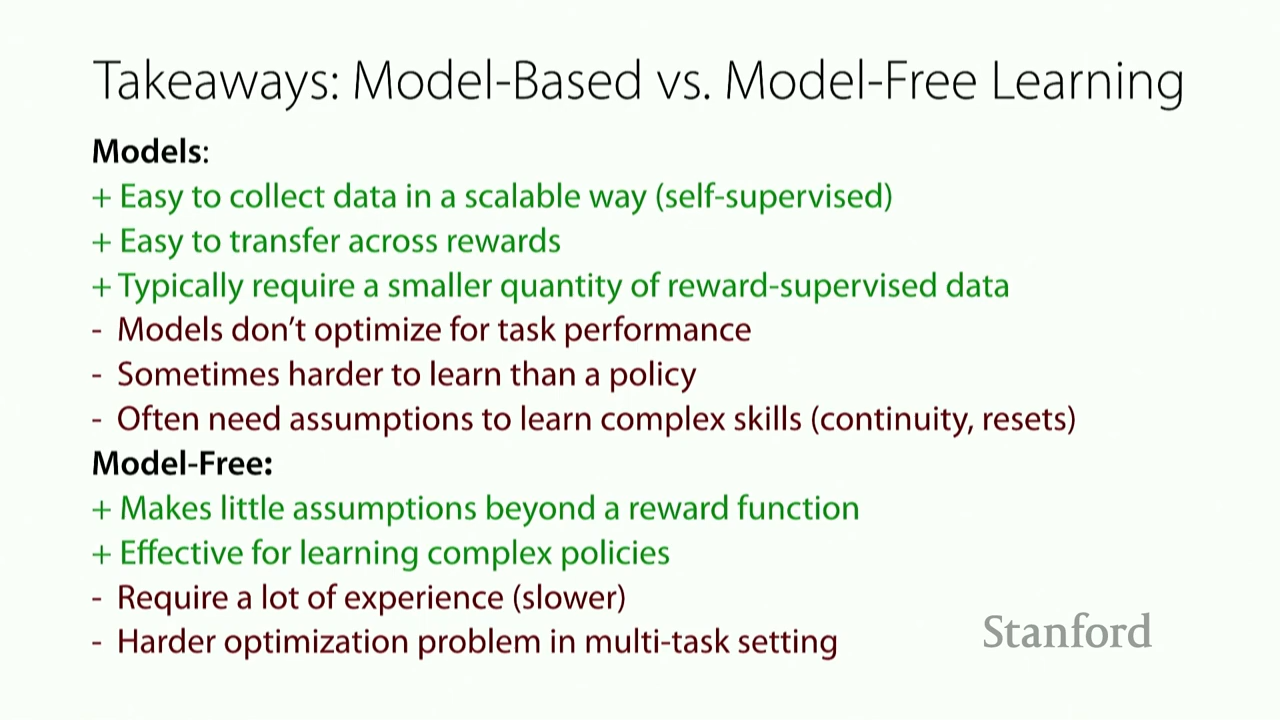 Takeaways: Model-Based vs. Model-Free Learning
Models:
+ Easy to collect data in a scalable way (self-supervised)
+ Easy to transfer across rewards
+ Typically require a smaller quantity of reward-supervised data
- Models don't optimize for task performance
- Sometimes harder to learn than a policy
- Often need assumptions to learn complex skills (continuity, resets)
Model-Free:
+ Makes little assumptions beyond a reward function
+ Effective for learning complex policies
- Require a lot of experience (slower)
- Harder optimization problem in multi-task setting
Stanford